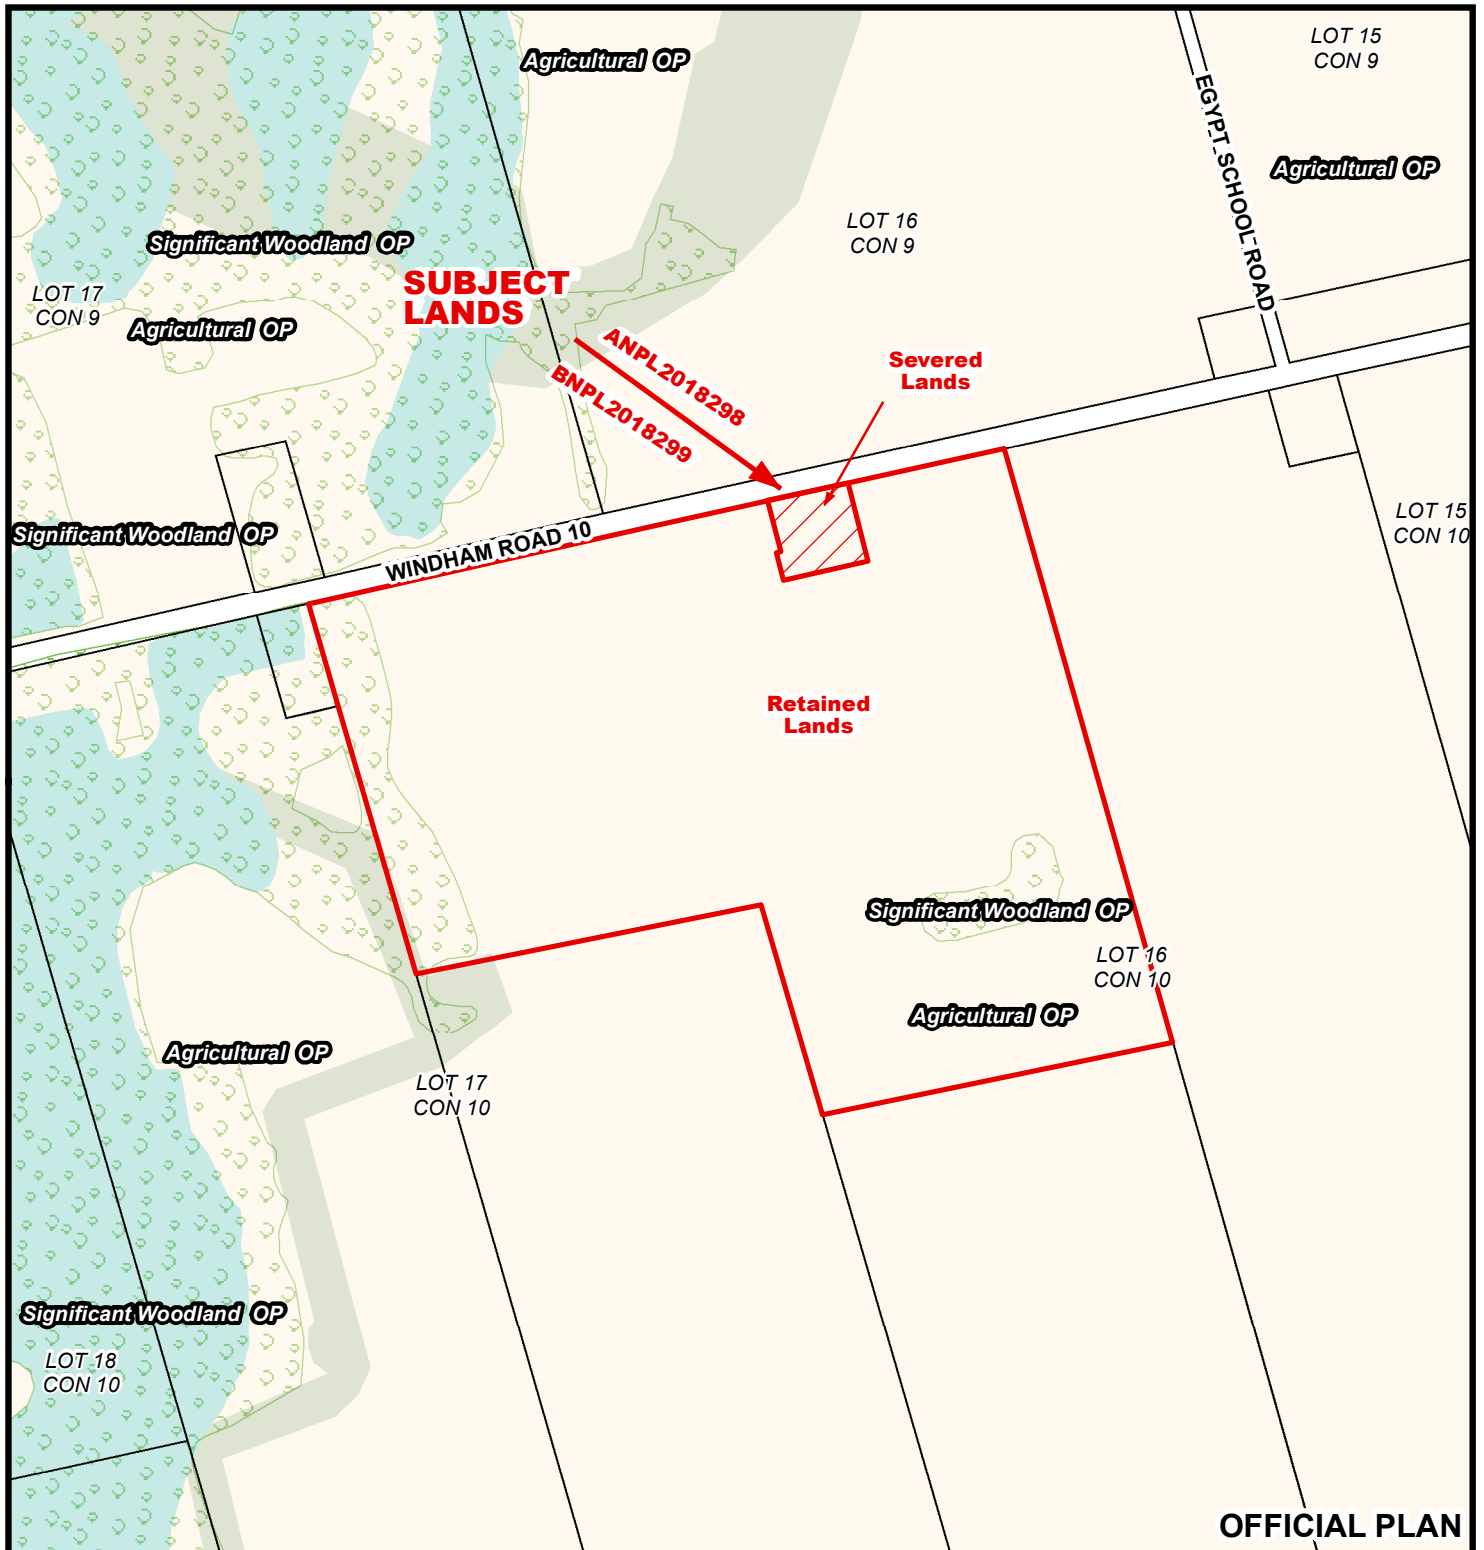 LOT 15
CON 9
Agricultural OP
EGYPT SCHOOL ROAD
Agricultural OP
LOT 16
CON 9
Significant Woodland OP
SUBJECT
LANDS
LOT 17
CON 9
Agricultural OP
ANPL2018298
BNPL2018299
Severed
Lands
LOT 15
CON 10
Significant Woodland OP
WINDHAM ROAD 10
Retained
Lands
Significant Woodland OP
LOT 16
CON 10
Agricultural OP
Agricultural OP
LOT 17
CON 10
Significant Woodland OP
LOT 18
CON 10
OFFICIAL PLAN